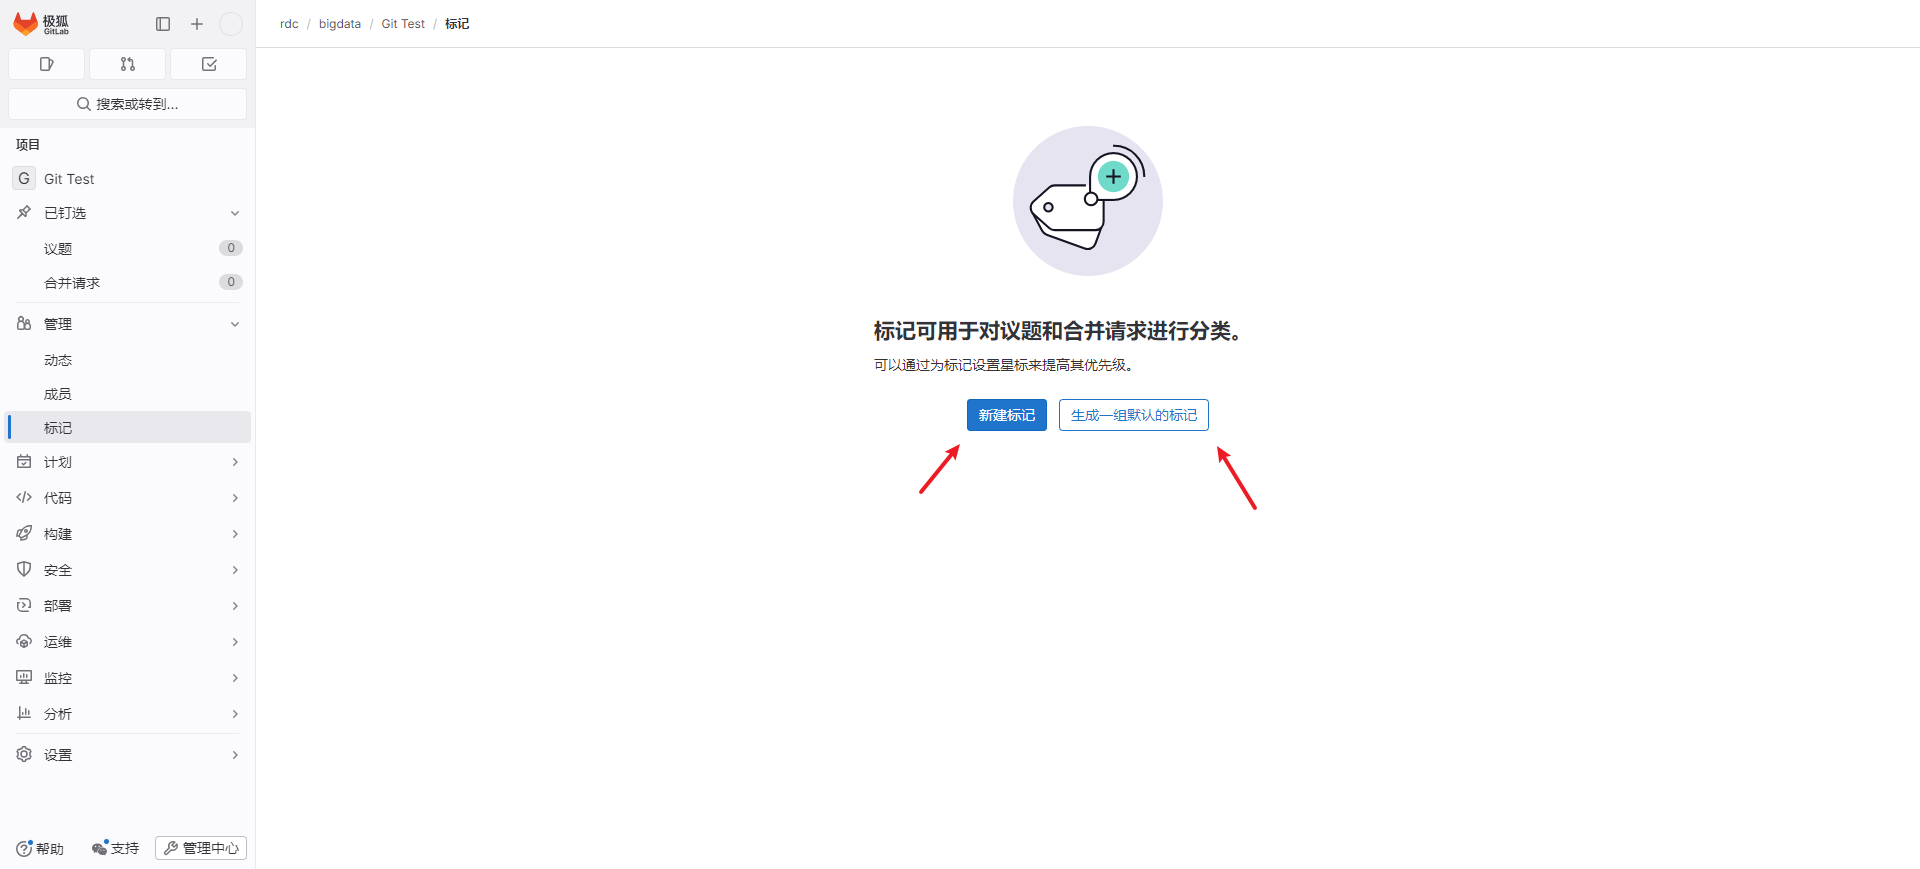 极狐
GitLab
搜索或转到...
项目
G Git Test
已钉选
议题 0
合并请求 0
管理
动态
成员
标记
计划
代码
构建
安全
部署
运维
监控
分析
设置
帮助 支持 管理中心
rdc / bigdata / Git Test / 标记
标记可用于对议题和合并请求进行分类。
可以通过为标记设置星标来提高其优先级。
新建标记 生成一组默认的标记